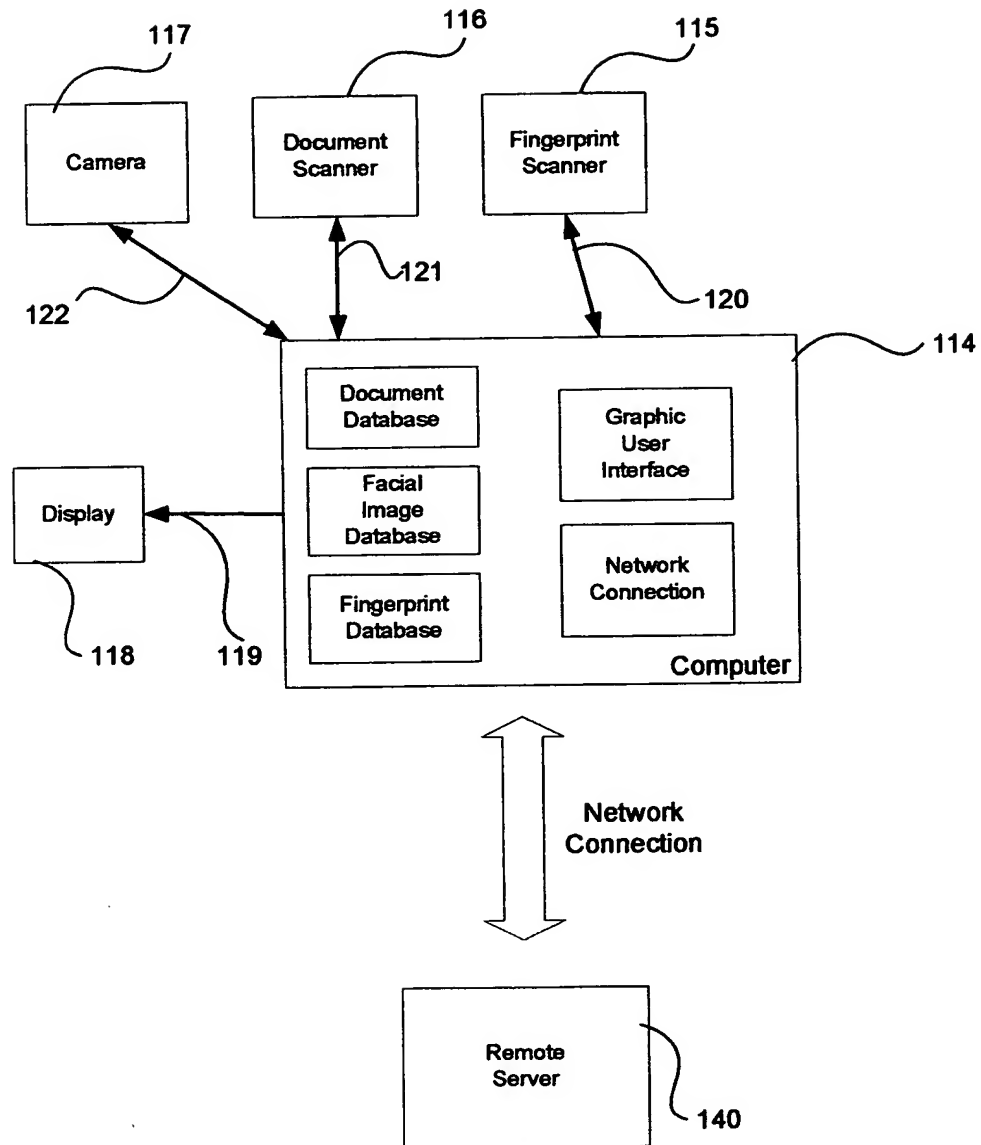 117
116
115
Camera
Document
Scanner
Fingerprint
Scanner
122
121
120
114
Document
Database
Graphic
User
Interface
Facial
Image
Database
Display
Network
Connection
Fingerprint
Database
118
119
Computer
Network
Connection
Remote
Server
140